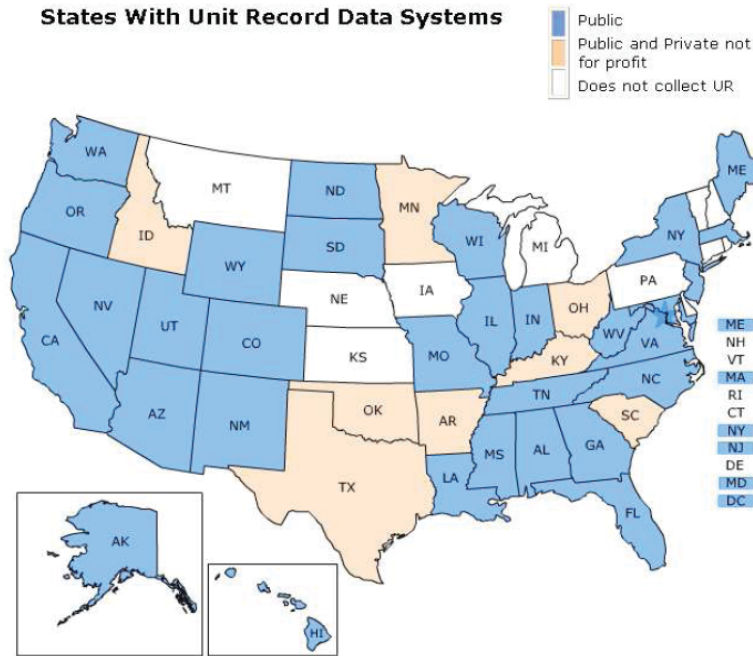 States With Unit Record Data Systems
Public
Public and Private not
for profit
Does not collect UR
WA
MT
ND
MN
ME
OR
ID
SD
WI
NY
WY
MI
NE
IA
PA
NV
UT
IL
IN
OH
CA
CO
WV
VA
KS
MO
KY
NC
TN
AZ
NM
OK
AR
SC
MS
AL
GA
TX
LA
FL
ME
NH
VT
MA
RI
CT
NY
NJ
DE
MD
DC
AK
HI